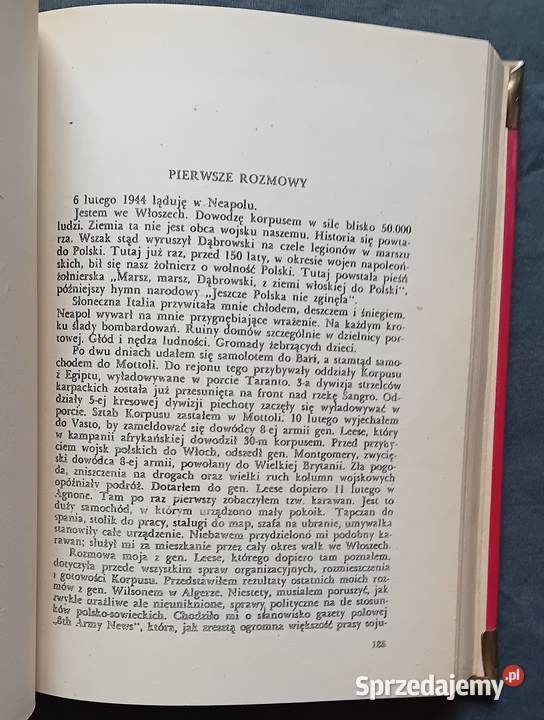 PIERWSZE ROZMOWY
6 lutego 1944 ląduję w Neapolu.
Jestem we Włoszech. Dowodzę korpusem w sile blisko 50.000
ludzi. Ziemia ta nie jest obca wojsku naszemu. Historia się powta-
rza. Wszak stąd wyruszył Dąbrowski na czele legionów w marszu
do Polski. Tutaj już raz, przed 150 laty, w okresie wojen napoleoń-
skich, bił się nasz żołnierz o wolność Polski. Tutaj powstała pieśń
żołnierska „Marsz, marsz, Dąbrowski, z ziemi włoskiej do Polski",
późniejszy hymn narodowy „Jeszcze Polska nie zginęła".
Słoneczna Italia przywitała mnie chłodem, deszczem i śniegiem.
Neapol wywarł na mnie przygnębiające wrażenie. Na każdym kro-
ku ślady bombardowań. Ruiny domów szczególnie w dzielnicy por-
towej. Głód i nędza ludności. Gromady żebrzących dzieci.
Po dwu dniach udałem się samolotem do Bari, a stamtąd samo-
chodem do Mottoli. Do rejonu tego przybywały oddziały Korpusu
z Egiptu, wyładowywane w porcie Taranto. 3-a dywizja strzelców
karpackich została już przesunięta na front nad rzekę Sangro. Od-
działy 5-ej kresowej dywizji piechoty zaczęły się wyładowywać w
porcie. Sztab Korpusu zastałem w Mottoli. 10 lutego wyjechałem
do Vasto, by zameldować się dowódcy 8-ej armii gen. Leese, który
w kampanii afrykańskiej dowodził 30-m korpusem. Przed przyby-
ciem wojsk polskich do Włoch, odszedł gen. Montgomery, zwycię-
ski dowódca 8-ej armii, powołany do Wielkiej Brytanii. Zła pogo-
da, zniszczenia na drogach oraz wielki ruch kolumn wojskowych
opóźniały podróż. Dotarłem do gen. Leese dopiero 11 lutego w
Agnone. Tam po raz pierwszy zobaczyłem tzw. karawan. Jest to
duży samochód, w którym urządzono mały pokoik. Tapczan do
spania, stolik do pracy, stalugi do map, szafa na ubranie, umywalka
stanowiły całe urządzenie. Niebawem przydzielono mi podobny ka-
rawan; służył mi za mieszkanie przez cały okres walk we Włoszech.
Rozmowa moja z gen. Leese, którego dopiero tam poznałem,
dotyczyła przede wszystkim spraw organizacyjnych, rozmieszczenia
i gotowości Korpusu. Przedstawiłem rezultaty ostatnich moich roz-
mów z gen. Wilsonem w Algerze. Niestety, musiałem poruszyć, jak
zwykle drażliwe ale nieuniknione, sprawy polityczne na tle stosun-
ków polsko-sowieckich. Chodziło mi o stanowisko gazety polowej
„8th Army News", która, jak zresztą ogromna większość prasy soju-
185
Sprzedajemy.pl